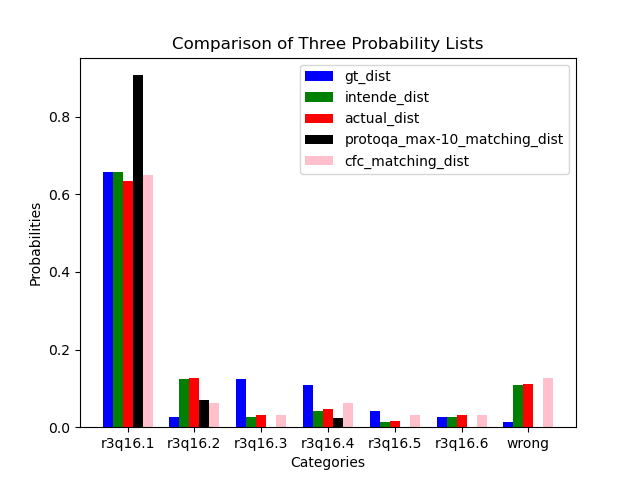 Comparison of Three Probability Lists
gt_dist
intende_dist
actual_dist
protoqa_max-10_matching_dist
cfc_matching_dist
Probabilities
0.8
0.6
0.4
0.2
0.0
r3q16.1 r3q16.2 r3q16.3 r3q16.4 r3q16.5 r3q16.6 wrong
Categories